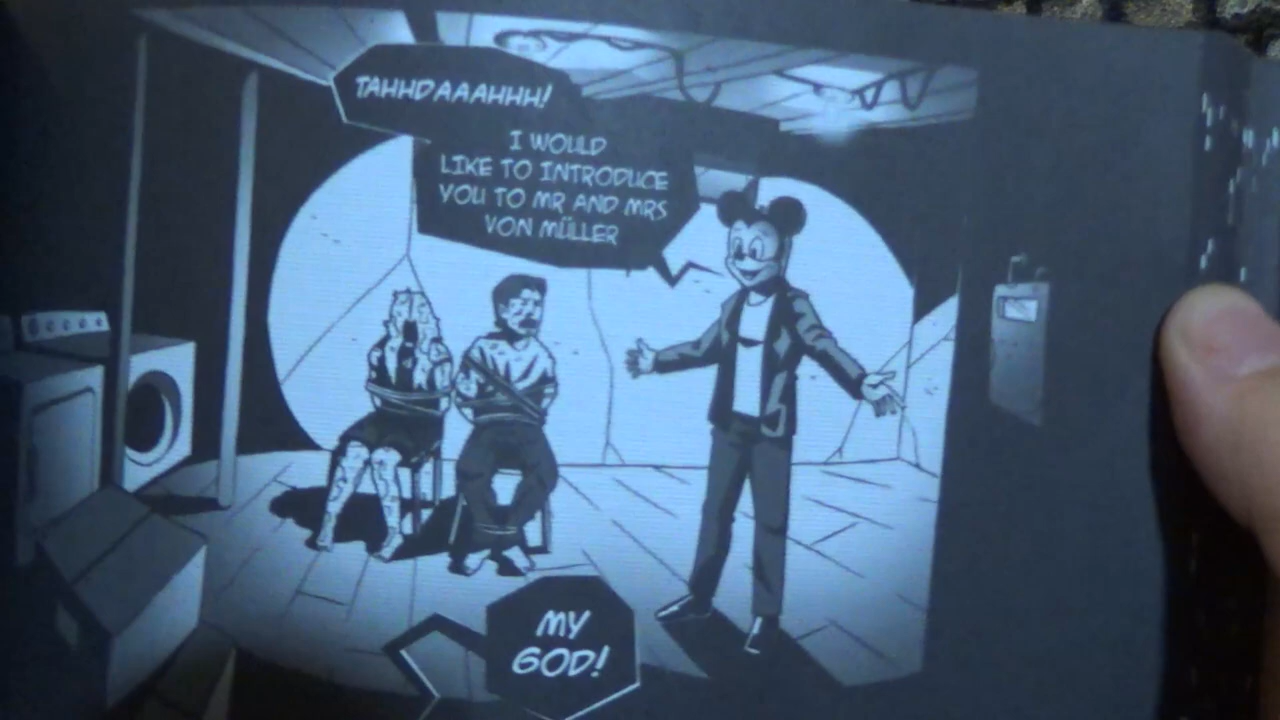 TAHHDAAAHHH!
I WOULD
LIKE TO INTRODUCE
YOU TO MR AND MRS
VON MÜLLER
MY
GOD!